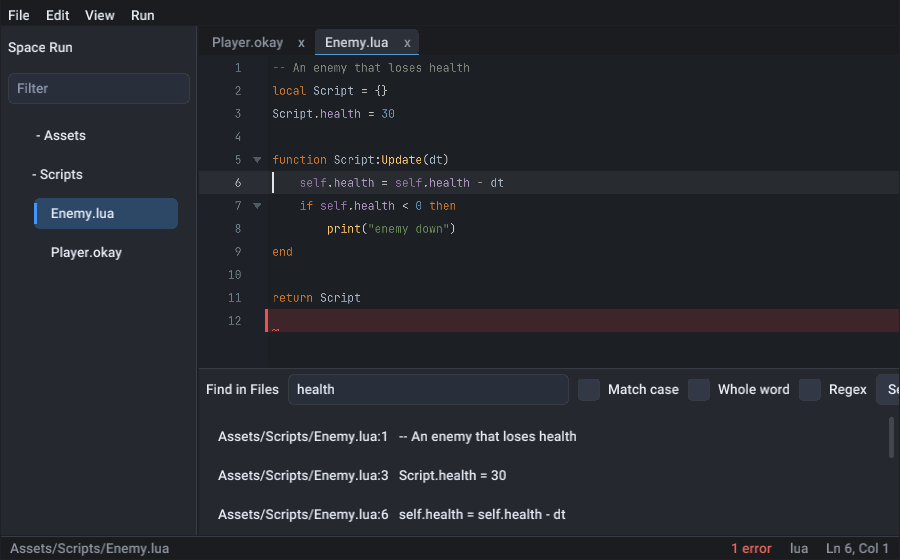 File Edit View Run
Space Run
Filter
- Assets
- Scripts
Enemy.lua
Player.okay
Player.okay x Enemy.lua x
1 -- An enemy that loses health
2 local Script = {}
3 Script.health = 30
4
5 function Script:Update(dt)
6 self.health = self.health - dt
7 if self.health < 0 then
8 print("enemy down")
9 end
10
11 return Script
12
Find in Files health Match case Whole word Regex
Assets/Scripts/Enemy.lua:1 -- An enemy that loses health
Assets/Scripts/Enemy.lua:3 Script.health = 30
Assets/Scripts/Enemy.lua:6 self.health = self.health - dt
Assets/Scripts/Enemy.lua 1 error lua Ln 6, Col 1